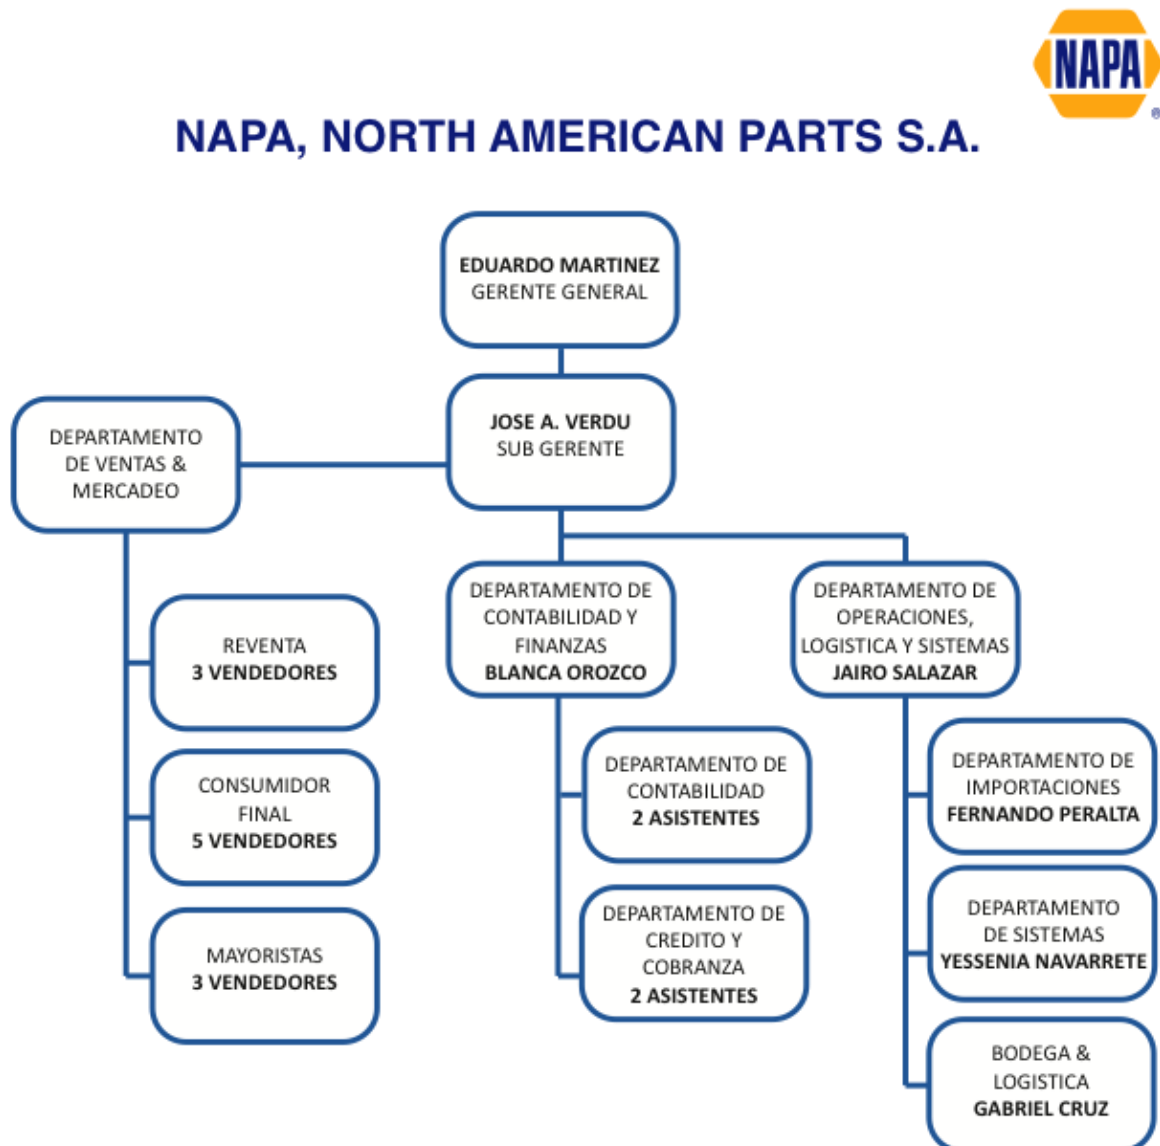 NAPA
®
NAPA, NORTH AMERICAN PARTS S.A.
EDUARDO MARTINEZ
GERENTE GENERAL
JOSE A. VERDU
SUB GERENTE
DEPARTAMENTO
DE VENTAS &
MERCADEO
REVENTA
3 VENDEDORES
CONSUMIDOR
FINAL
5 VENDEDORES
MAYORISTAS
3 VENDEDORES
DEPARTAMENTO DE
CONTABILIDAD Y
FINANZAS
BLANCA OROZCO
DEPARTAMENTO DE
CONTABILIDAD
2 ASISTENTES
DEPARTAMENTO DE
CREDITO Y
COBRANZA
2 ASISTENTES
DEPARTAMENTO DE
OPERACIONES,
LOGISTICA Y SISTEMAS
JAIRO SALAZAR
DEPARTAMENTO DE
IMPORTACIONES
FERNANDO PERALTA
DEPARTAMENTO
DE SISTEMAS
YESSENIA NAVARRETE
BODEGA &
LOGISTICA
GABRIEL CRUZ